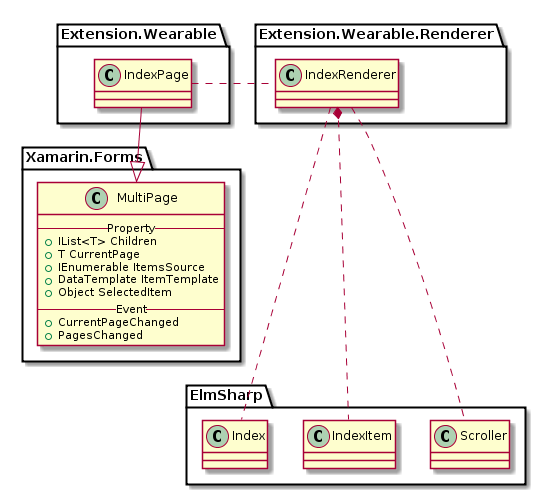 Extension.Wearable
Extension.Wearable.Renderer
C IndexPage
C IndexRenderer
Xamarin.Forms
C MultiPage
Property
IList<T> Children
T CurrentPage
IEnumerable ItemsSource
DataTemplate ItemTemplate
Object SelectedItem
Event
CurrentPageChanged
PagesChanged
ElmSharp
C Index
C IndexItem
C Scroller